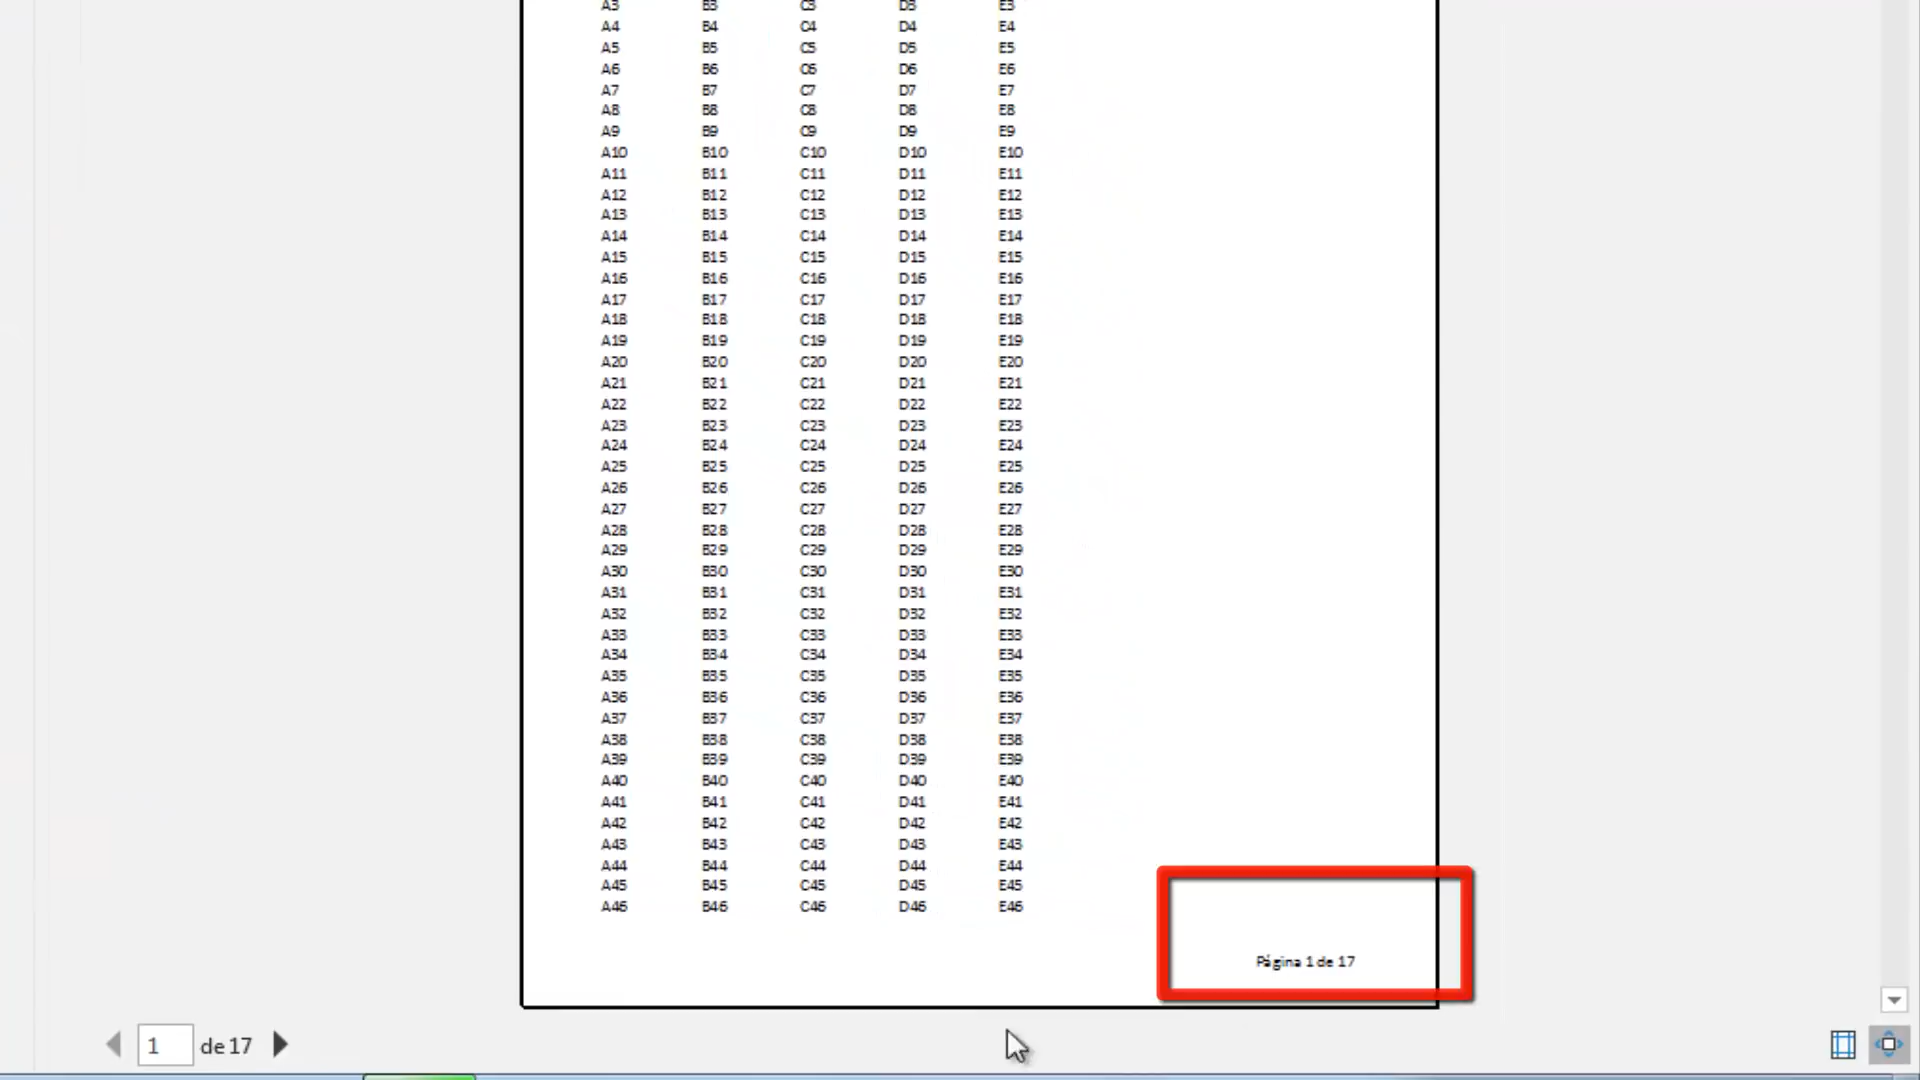 A3 B3 C3 D3 E3
A4 B4 C4 D4 E4
A5 B5 C5 D5 E5
A6 B6 C6 D6 E6
A7 B7 C7 D7 E7
A8 B8 C8 D8 E8
A9 B9 C9 D9 E9
A10 B10 C10 D10 E10
A11 B11 C11 D11 E11
A12 B12 C12 D12 E12
A13 B13 C13 D13 E13
A14 B14 C14 D14 E14
A15 B15 C15 D15 E15
A16 B16 C16 D16 E16
A17 B17 C17 D17 E17
A18 B18 C18 D18 E18
A19 B19 C19 D19 E19
A20 B20 C20 D20 E20
A21 B21 C21 D21 E21
A22 B22 C22 D22 E22
A23 B23 C23 D23 E23
A24 B24 C24 D24 E24
A25 B25 C25 D25 E25
A26 B26 C26 D26 E26
A27 B27 C27 D27 E27
A28 B28 C28 D28 E28
A29 B29 C29 D29 E29
A30 B30 C30 D30 E30
A31 B31 C31 D31 E31
A32 B32 C32 D32 E32
A33 B33 C33 D33 E33
A34 B34 C34 D34 E34
A35 B35 C35 D35 E35
A36 B36 C36 D36 E36
A37 B37 C37 D37 E37
A38 B38 C38 D38 E38
A39 B39 C39 D39 E39
A40 B40 C40 D40 E40
A41 B41 C41 D41 E41
A42 B42 C42 D42 E42
A43 B43 C43 D43 E43
A44 B44 C44 D44 E44
A45 B45 C45 D45 E45
A46 B46 C46 D46 E46
Página 1 de 17
1 de 17